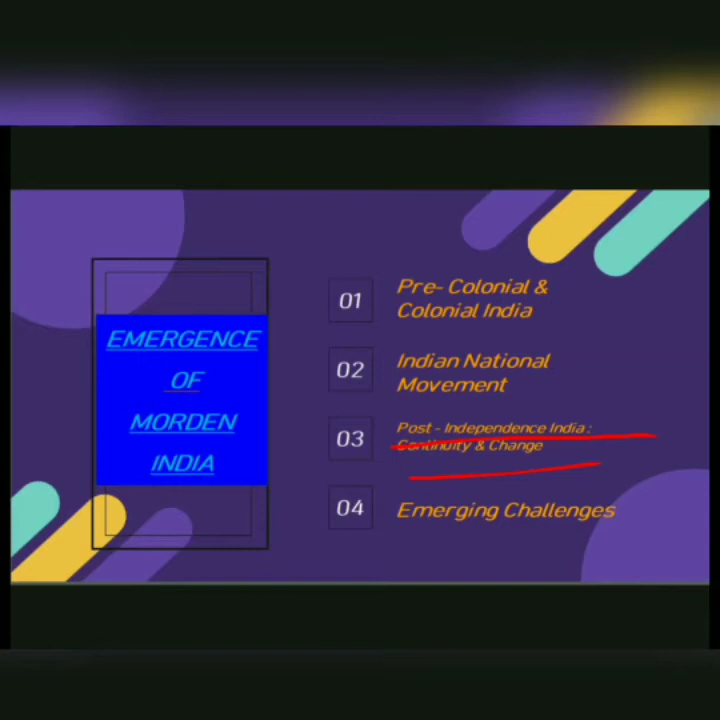 EMERGENCE
OF
MORDEN
INDIA
01
Pre- Colonial &
Colonial India
02
Indian National
Movement
03
Post - Independence India :
Continuity & Change
04
Emerging Challenges